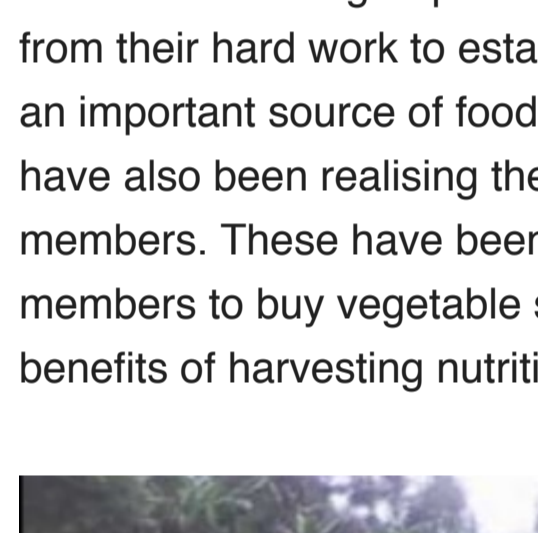 from their hard work to esta
an important source of food
have also been realising the
members. These have been
members to buy vegetable
benefits of harvesting nutriti